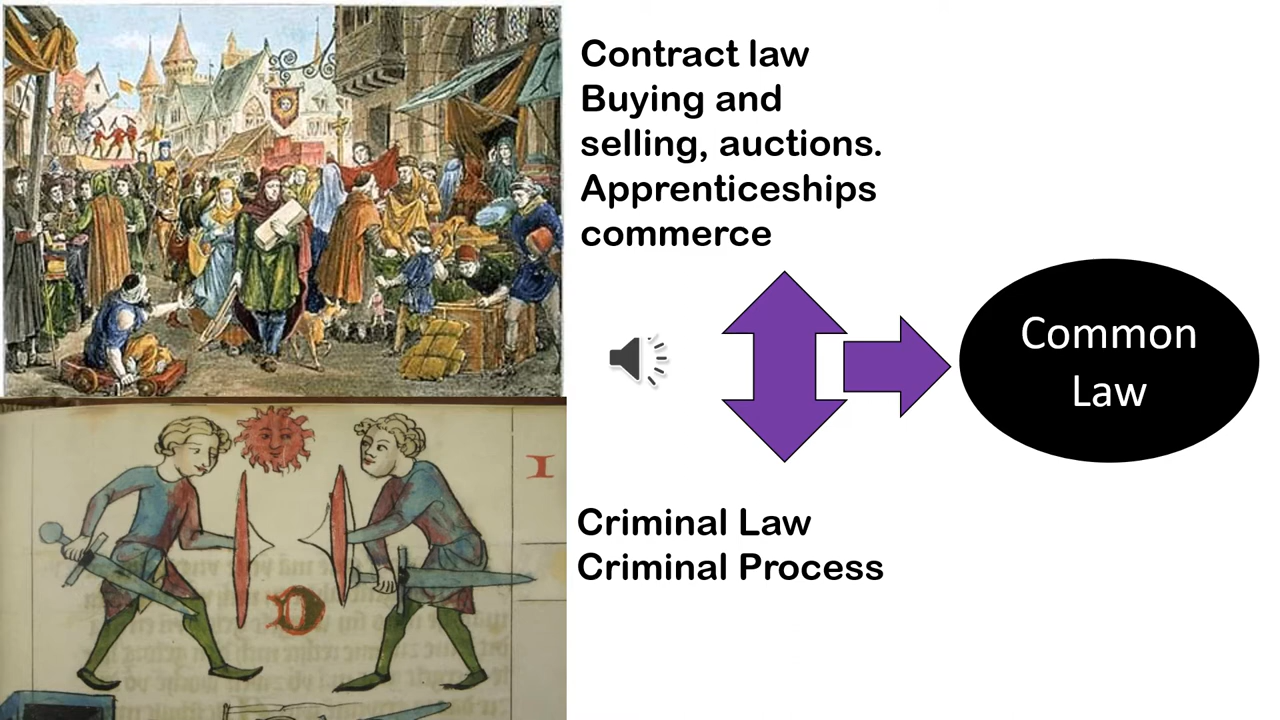 Contract law
Buying and
selling, auctions.
Apprenticeships
commerce
Common
Law
I
Criminal Law
Criminal Process